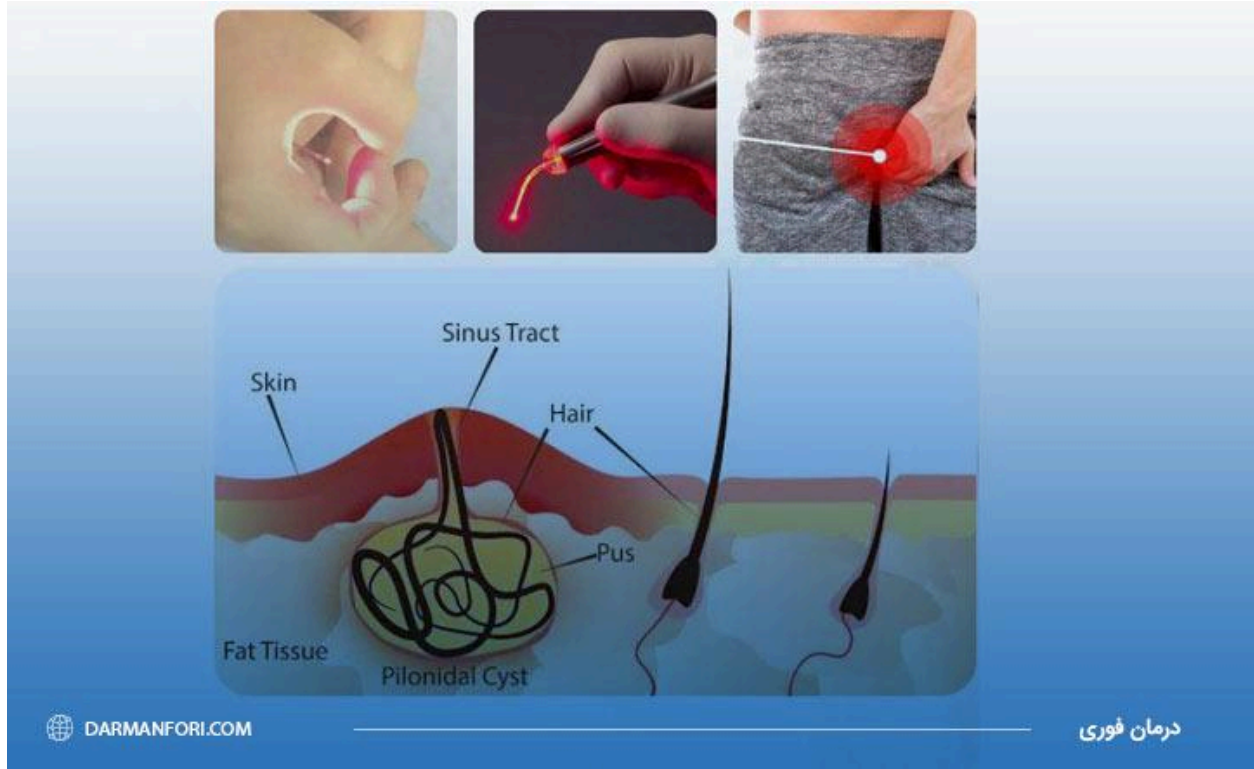 Sinus Tract
Skin
Hair
Pus
Fat Tissue
Pilonidal Cyst
DARMANFORI.COM
درمان فوری